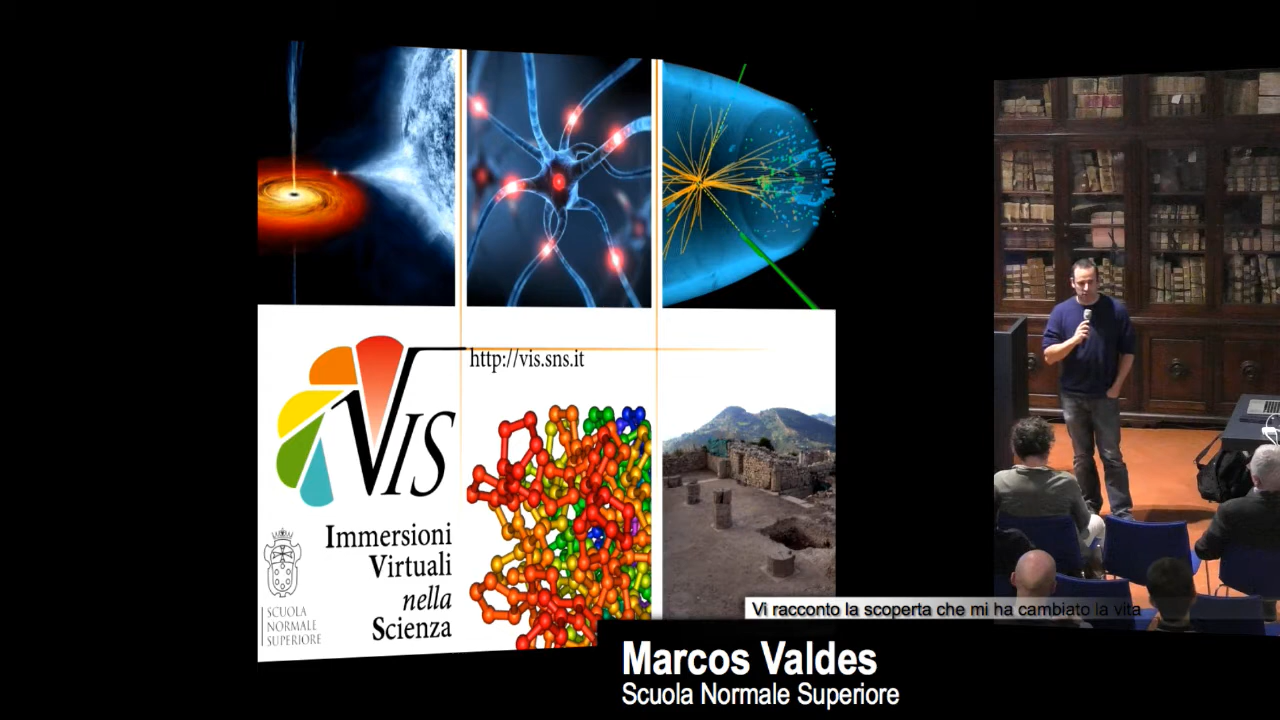 http://vis.sns.it
VIS
Immersioni
Virtuali
nella
Scienza
SCUOLA
NORMALE
SUPERIORE
Vi racconto la scoperta che mi ha cambiato la vita
Marcos Valdes
Scuola Normale Superiore